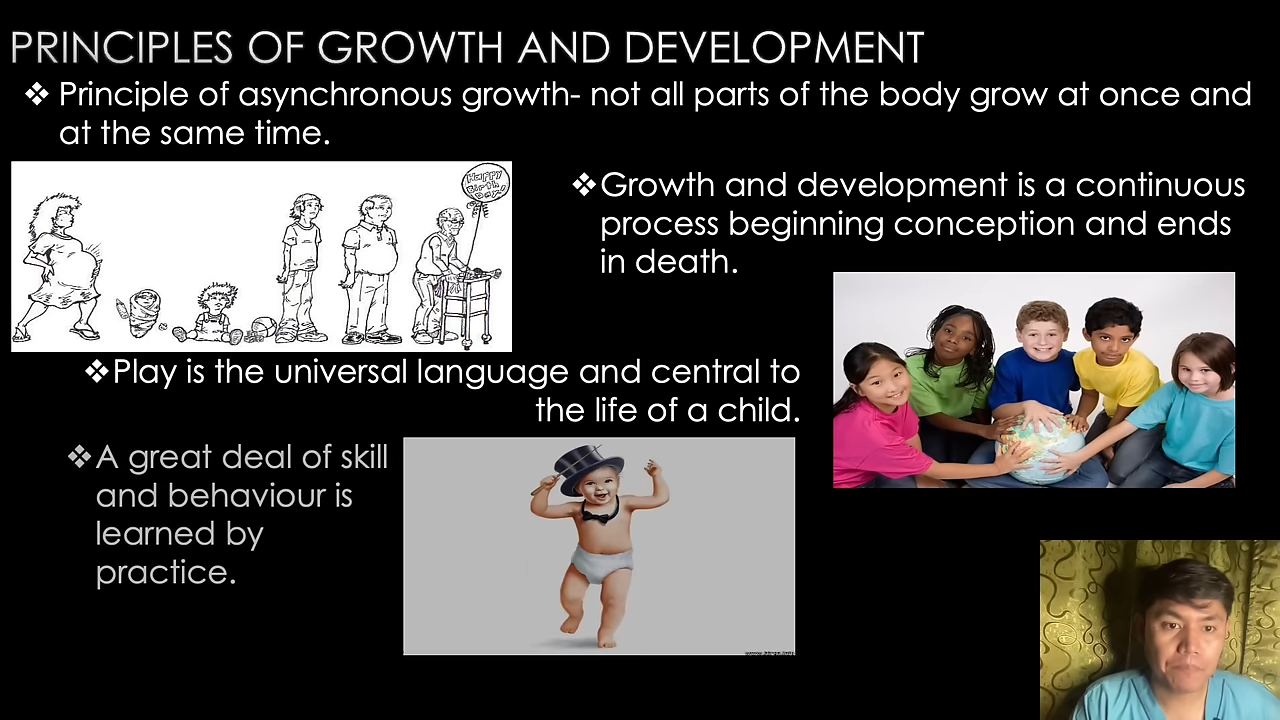 PRINCIPLES OF GROWTH AND DEVELOPMENT
❖ Principle of asynchronous growth- not all parts of the body grow at once and
at the same time.
Happy
Birth
Day!
❖Growth and development is a continuous
process beginning conception and ends
in death.
❖Play is the universal language and central to
the life of a child.
❖A great deal of skill
and behaviour is
learned by
practice.